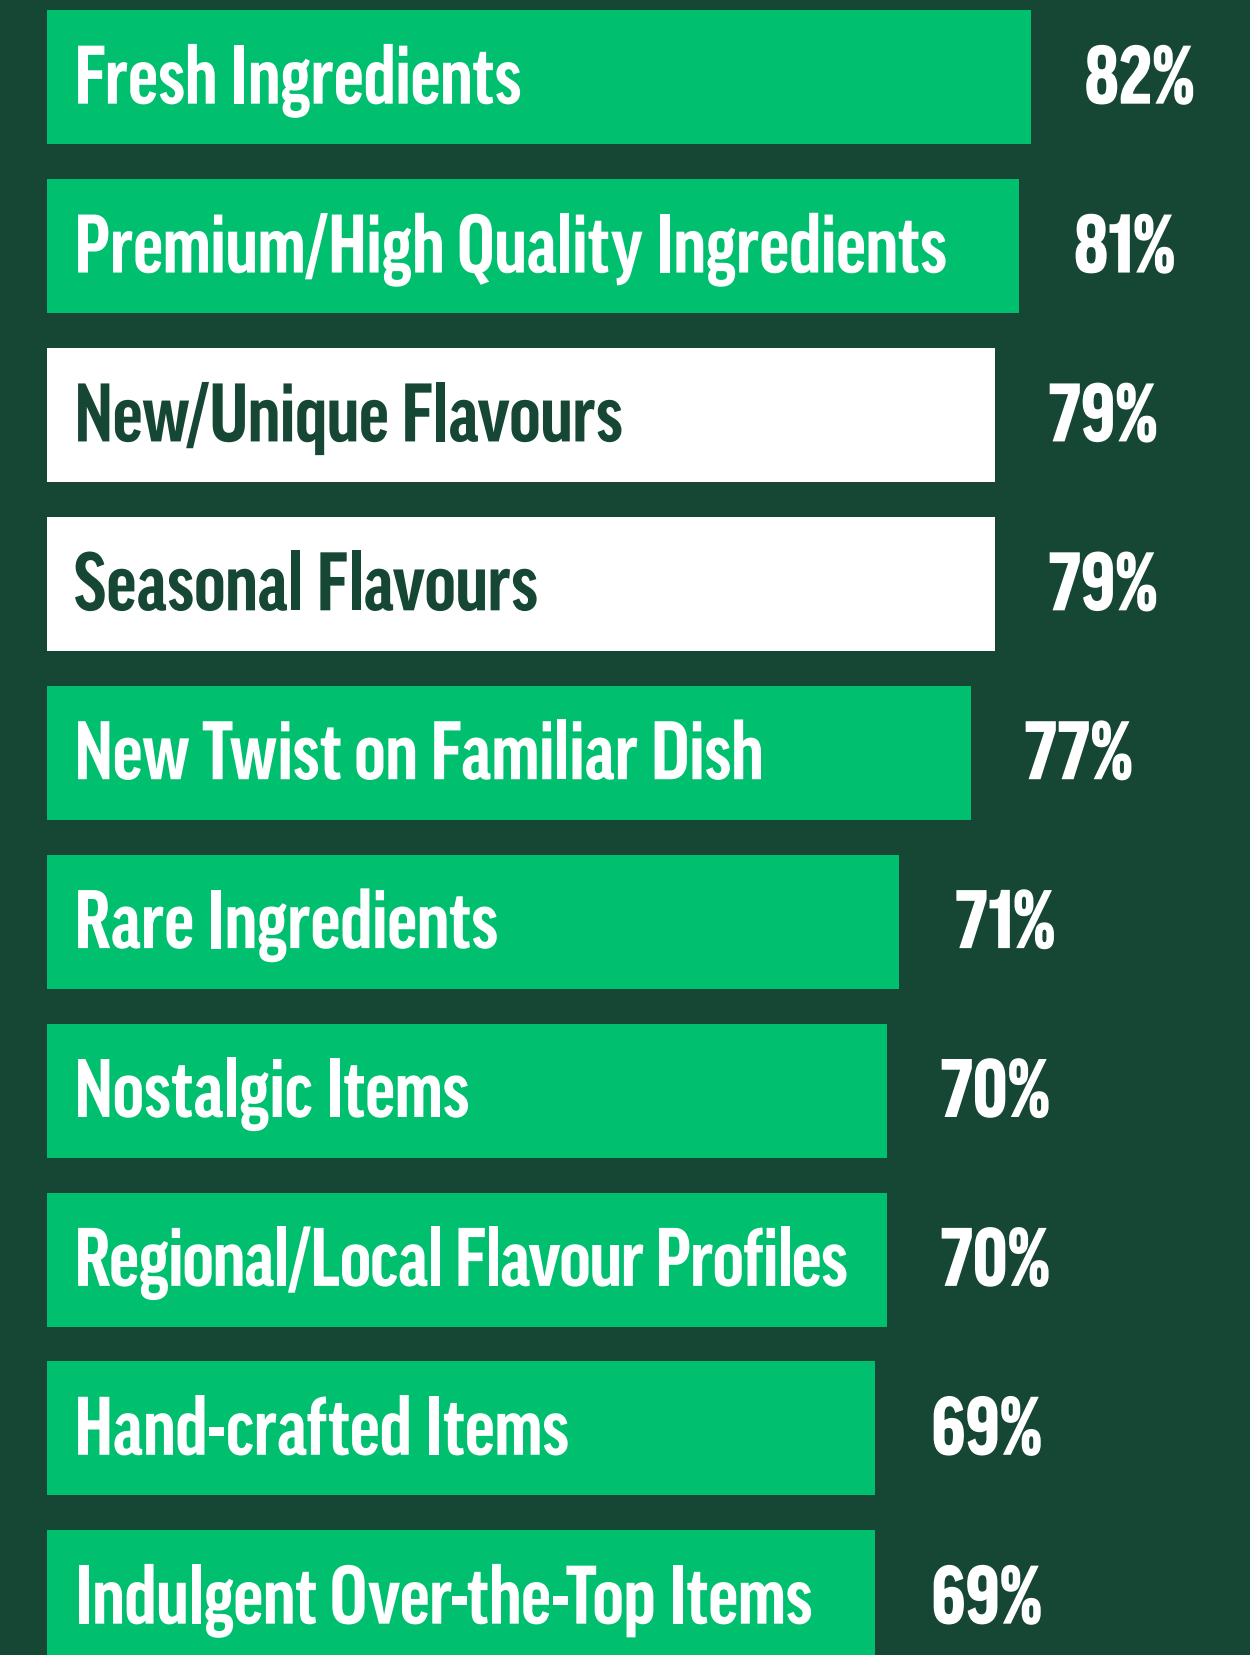 Fresh Ingredients 82%
Premium/High Quality Ingredients 81%
New/Unique Flavours 79%
Seasonal Flavours 79%
New Twist on Familiar Dish 77%
Rare Ingredients 71%
Nostalgic Items 70%
Regional/Local Flavour Profiles 70%
Hand-crafted Items 69%
Indulgent Over-the-Top Items 69%